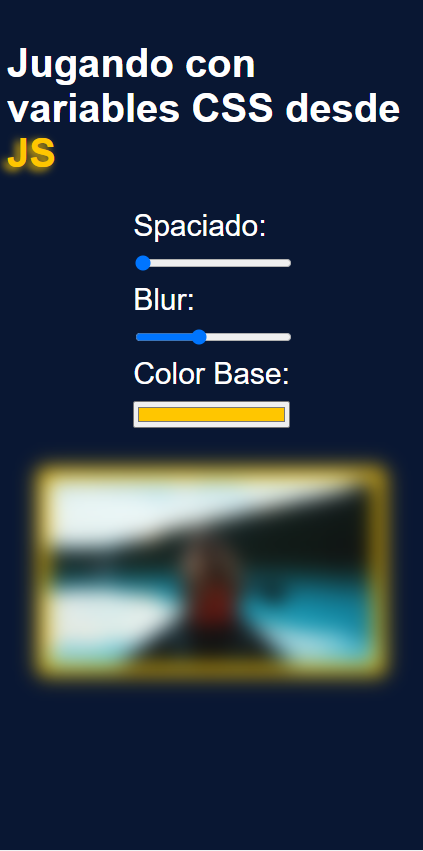 Jugando con
variables CSS desde
JS
Spaciado:
Blur:
Color Base: